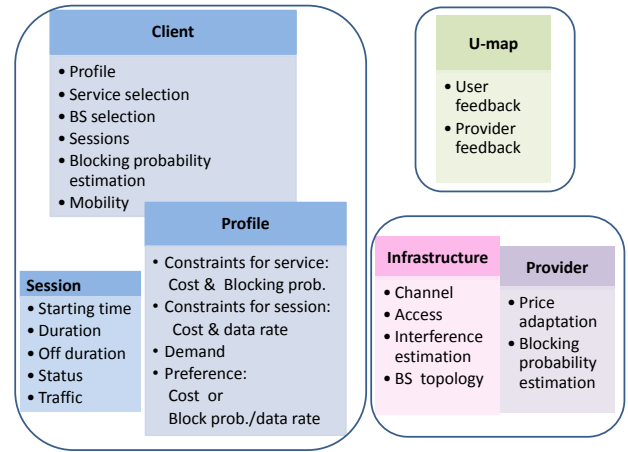 Client
• Profile
• Service selection
• BS selection
• Sessions
• Blocking probability
estimation
• Mobility
Profile
• Constraints for service:
Cost & Blocking prob.
• Constraints for session:
Cost & data rate
• Demand
• Preference:
Cost or
Block prob./data rate
Session
• Starting time
• Duration
• Off duration
• Status
• Traffic
U-map
• User
feedback
• Provider
feedback
Infrastructure
• Channel
• Access
• Interference
estimation
• BS topology
Provider
• Price
adaptation
• Blocking
probability
estimation